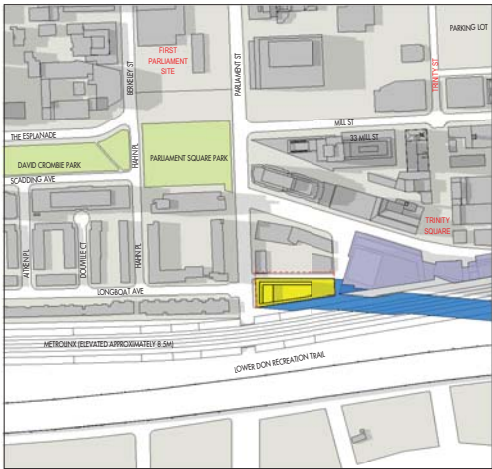 PARKING LOT
FIRST
PARLIAMENT
SITE
BERKELEY ST
PARLIAMENT ST
TRINITY ST
MILL ST
THE ESPLANADE
33 MILL ST
HAHN PL
PARLIAMENT SQUARE PARK
DAVID CROMBIE PARK
SCADDING AVE
TRINITY
SQUARE
AITKEN PL
DOUVILLE CT
HAHN PL
LONGBOAT AVE
METROLINX (ELEVATED APPROXIMATELY 8.5M)
LOWER DON RECREATION TRAIL